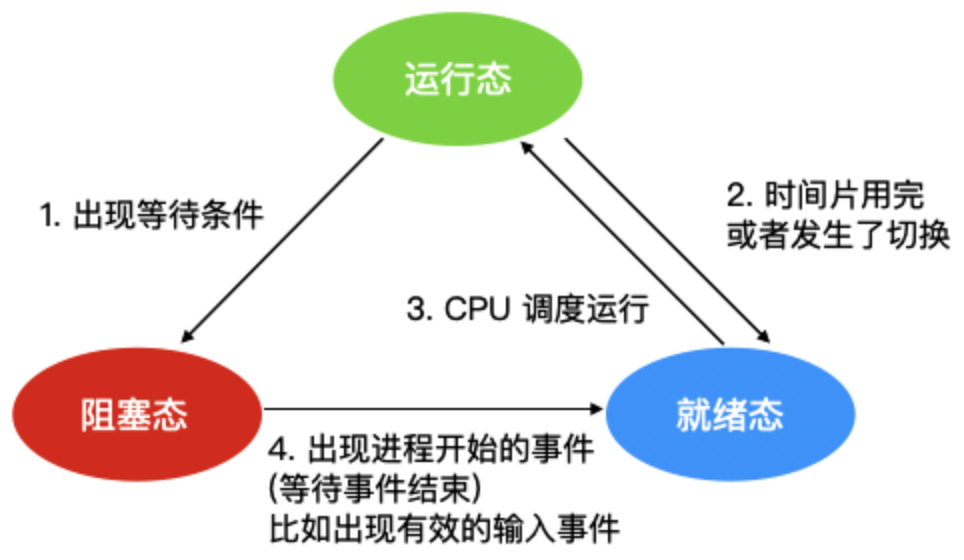 运行态
1. 出现等待条件
2. 时间片用完
或者发生了切换
3. CPU 调度运行
阻塞态
就绪态
4. 出现进程开始的事件
(等待事件结束)
比如出现有效的输入事件